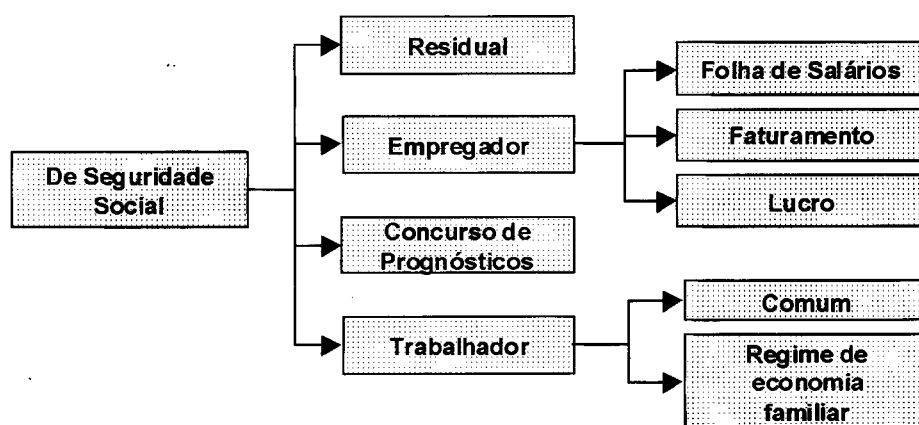 De Seguridade
Social
Residual
Empregador
Folha de Salários
Faturamento
Lucro
Concurso de
Prognósticos
Trabalhador
Comum
Regime de
economia
familiar